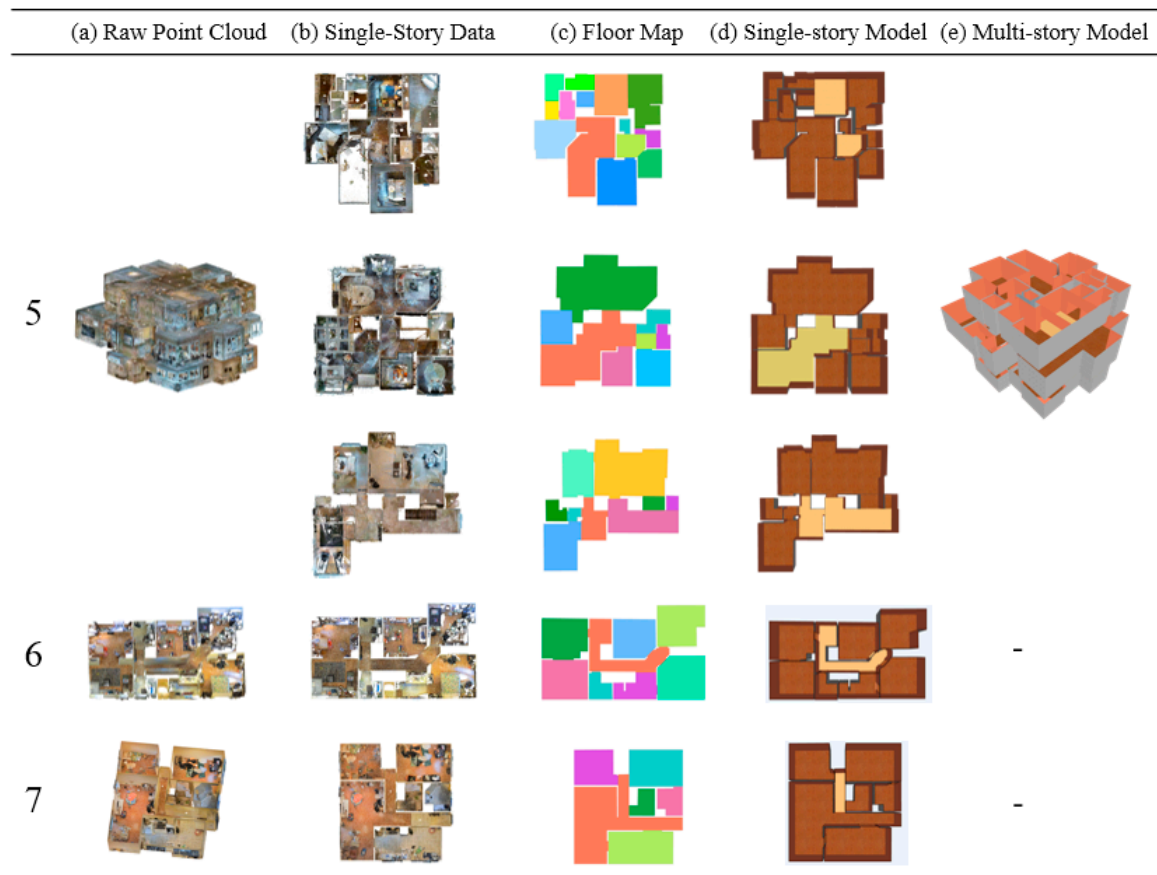 (a) Raw Point Cloud (b) Single-Story Data (c) Floor Map (d) Single-story Model (e) Multi-story Model
5
6 -
7 -